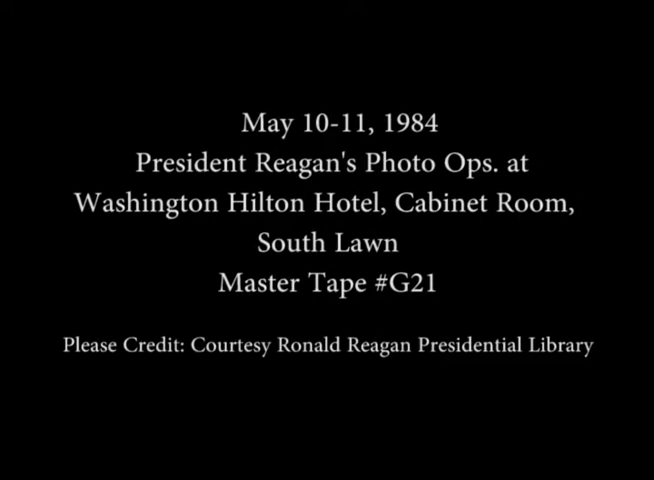 May 10-11, 1984
President Reagan's Photo Ops. at
Washington Hilton Hotel, Cabinet Room,
South Lawn
Master Tape #G21
Please Credit: Courtesy Ronald Reagan Presidential Library